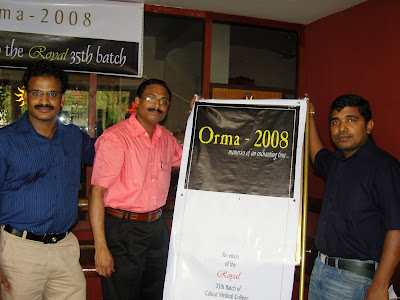 rma-2008
the Royal 35th batch
Orma - 2008
memories of an enchanting time...
Re-union
of the
Royal
35th Batch of
Calicut Medical College